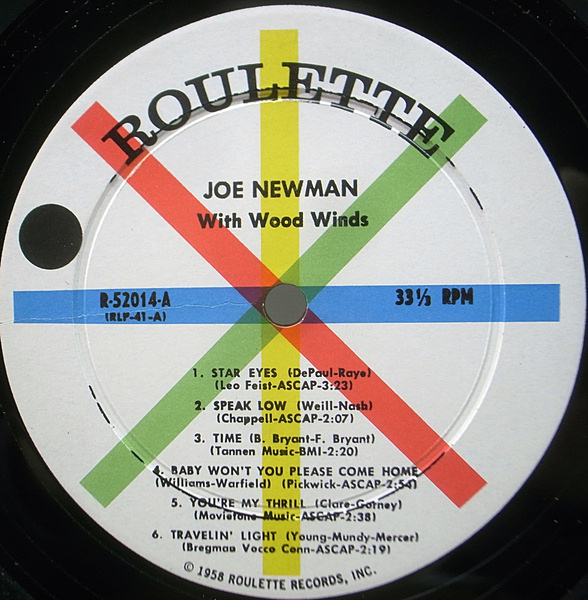 ROULETTE
JOE NEWMAN
With Wood Winds
R-52014-A
(RLP-41-A)
33⅓ RPM
1. STAR EYES (DePaul-Raye)
(Leo Feist-ASCAP-3:23)
2. SPEAK LOW (Weill-Nash)
(Chappell-ASCAP-2:07)
3. TIME (B. Bryant-F. Bryant)
(Tannen Music-BMI-2:20)
4. BABY WON'T YOU PLEASE COME HOME
(Williams-Warfield) (Pickwick-ASCAP-2:54)
5. YOU'RE MY THRILL (Clare-Gorney)
(Movietone Music-ASCAP-2:38)
6. TRAVELIN' LIGHT (Young-Mundy-Mercer)
(Bregman Vocco Conn-ASCAP-2:19)
© 1958 ROULETTE RECORDS, INC.